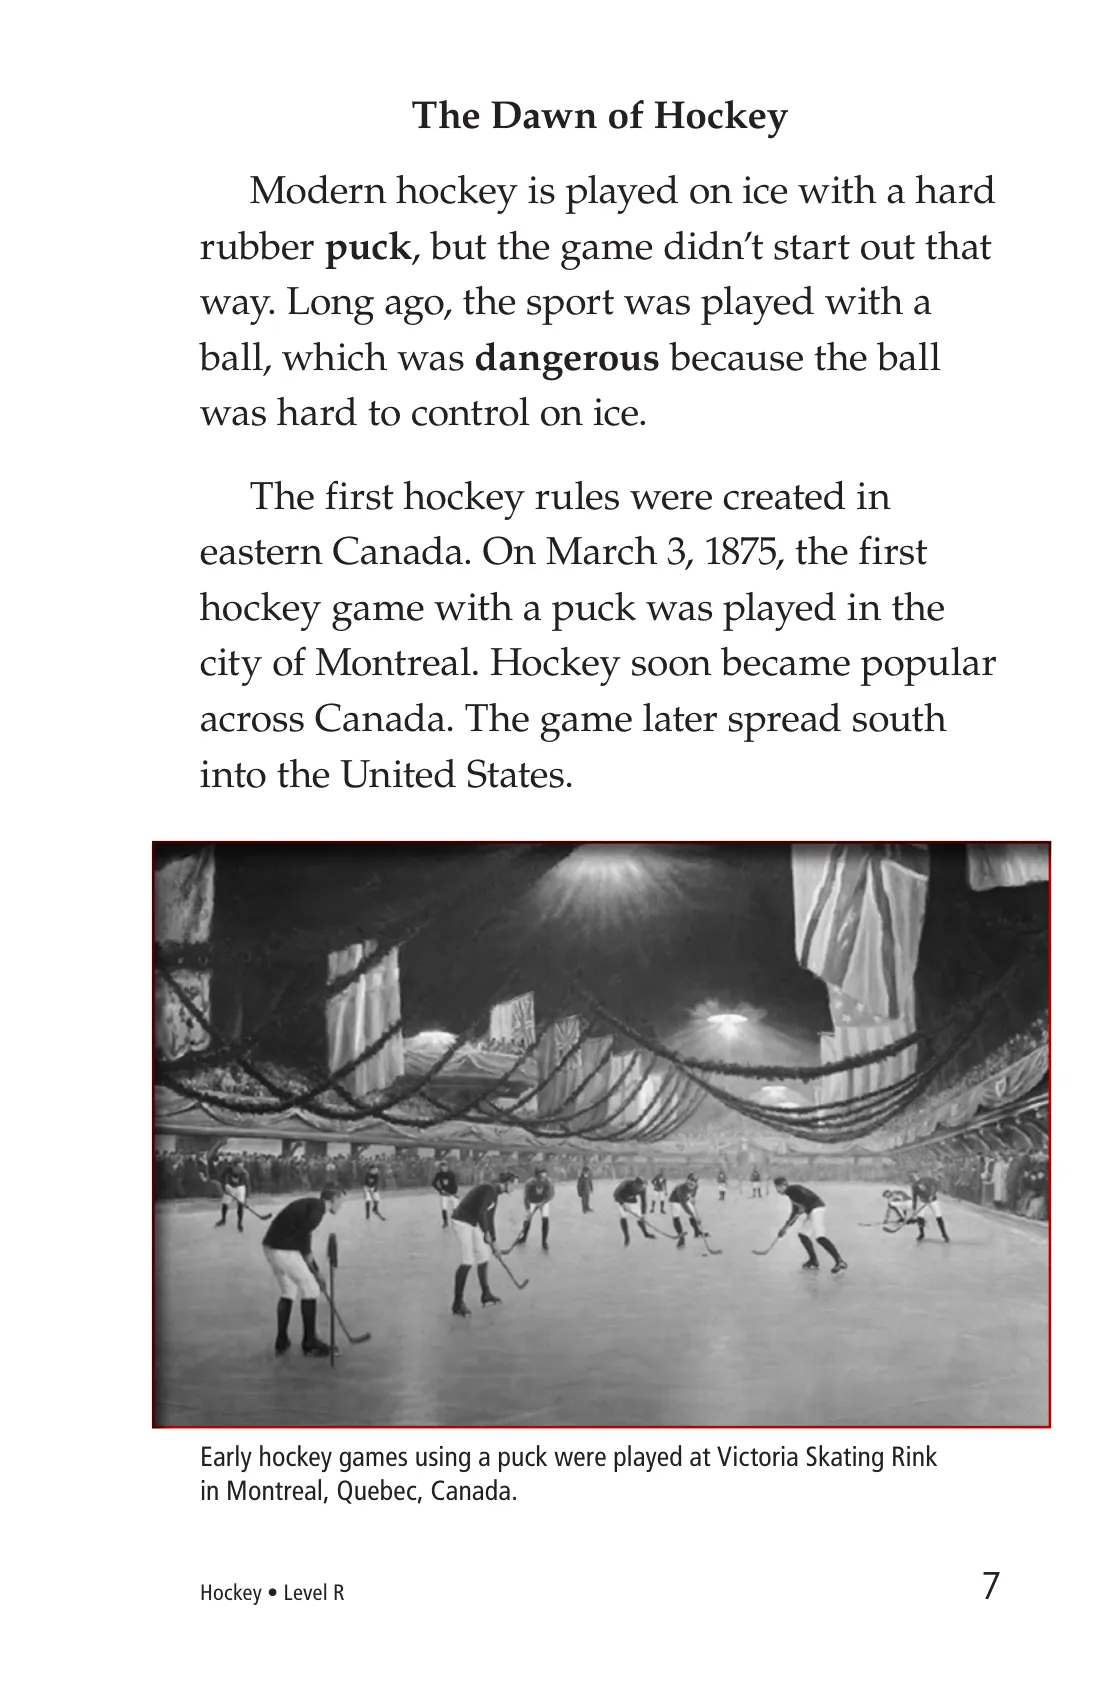 The Dawn of Hockey
Modern hockey is played on ice with a hard
rubber puck, but the game didn’t start out that
way. Long ago, the sport was played with a
ball, which was dangerous because the ball
was hard to control on ice.
The first hockey rules were created in
eastern Canada. On March 3, 1875, the first
hockey game with a puck was played in the
city of Montreal. Hockey soon became popular
across Canada. The game later spread south
into the United States.
Early hockey games using a puck were played at Victoria Skating Rink
in Montreal, Quebec, Canada.
Hockey • Level R
7